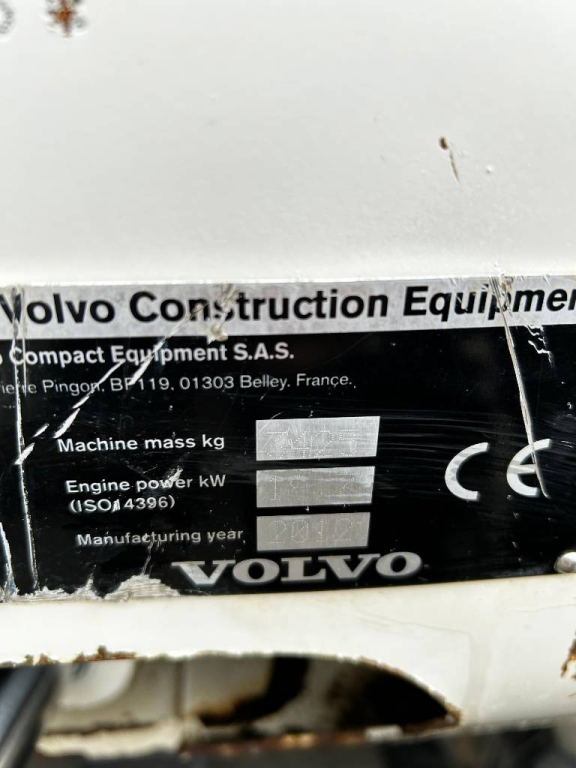 Volvo Construction Equipmen
Compact Equipment S.A.S.
Pingon, BP119, 01303 Belley. France.
Machine mass kg
Engine power kW
(ISO14396)
Manufacturing year 2012
VOLVO
CE